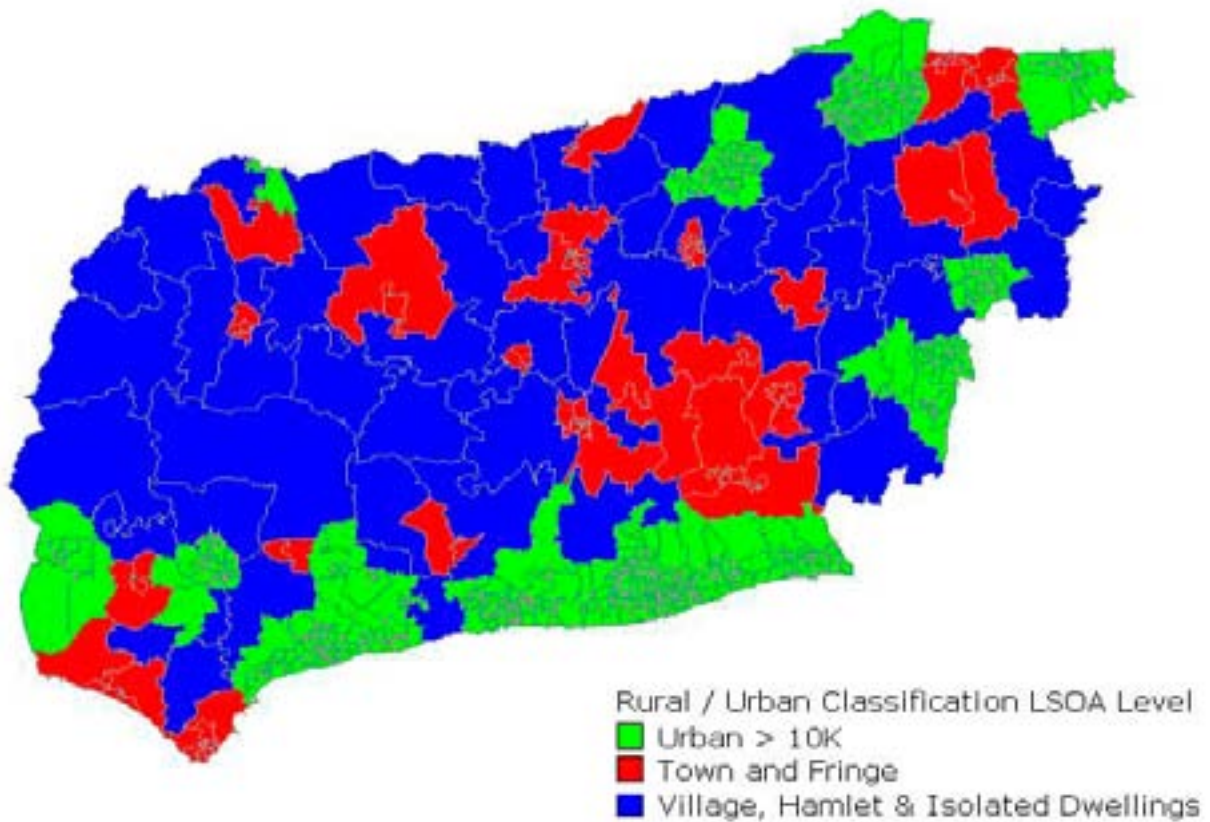 Rural / Urban Classification LSOA Level
Urban > 10K
Town and Fringe
Village, Hamlet & Isolated Dwellings